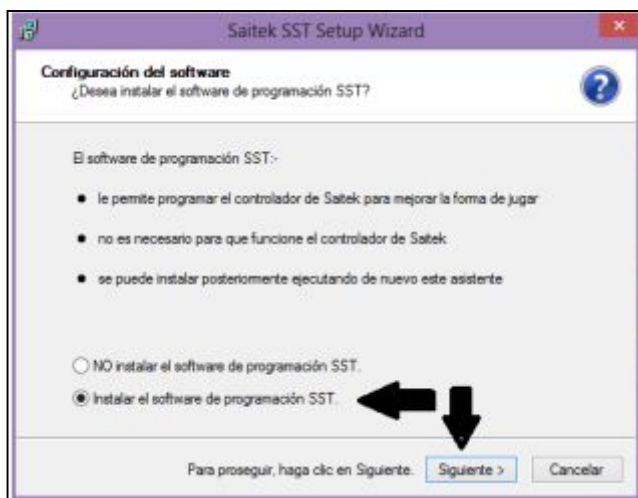 Saitek SST Setup Wizard
Configuración del software
¿Desea instalar el software de programación SST?
El software de programación SST:-
le permite programar el controlador de Saitek para mejorar la forma de jugar
no es necesario para que funcione el controlador de Saitek
se puede instalar posteriormente ejecutando de nuevo este asistente
NO instalar el software de programación SST.
Instalar el software de programación SST.
Para proseguir, haga clic en Siguiente. Siguiente > Cancelar